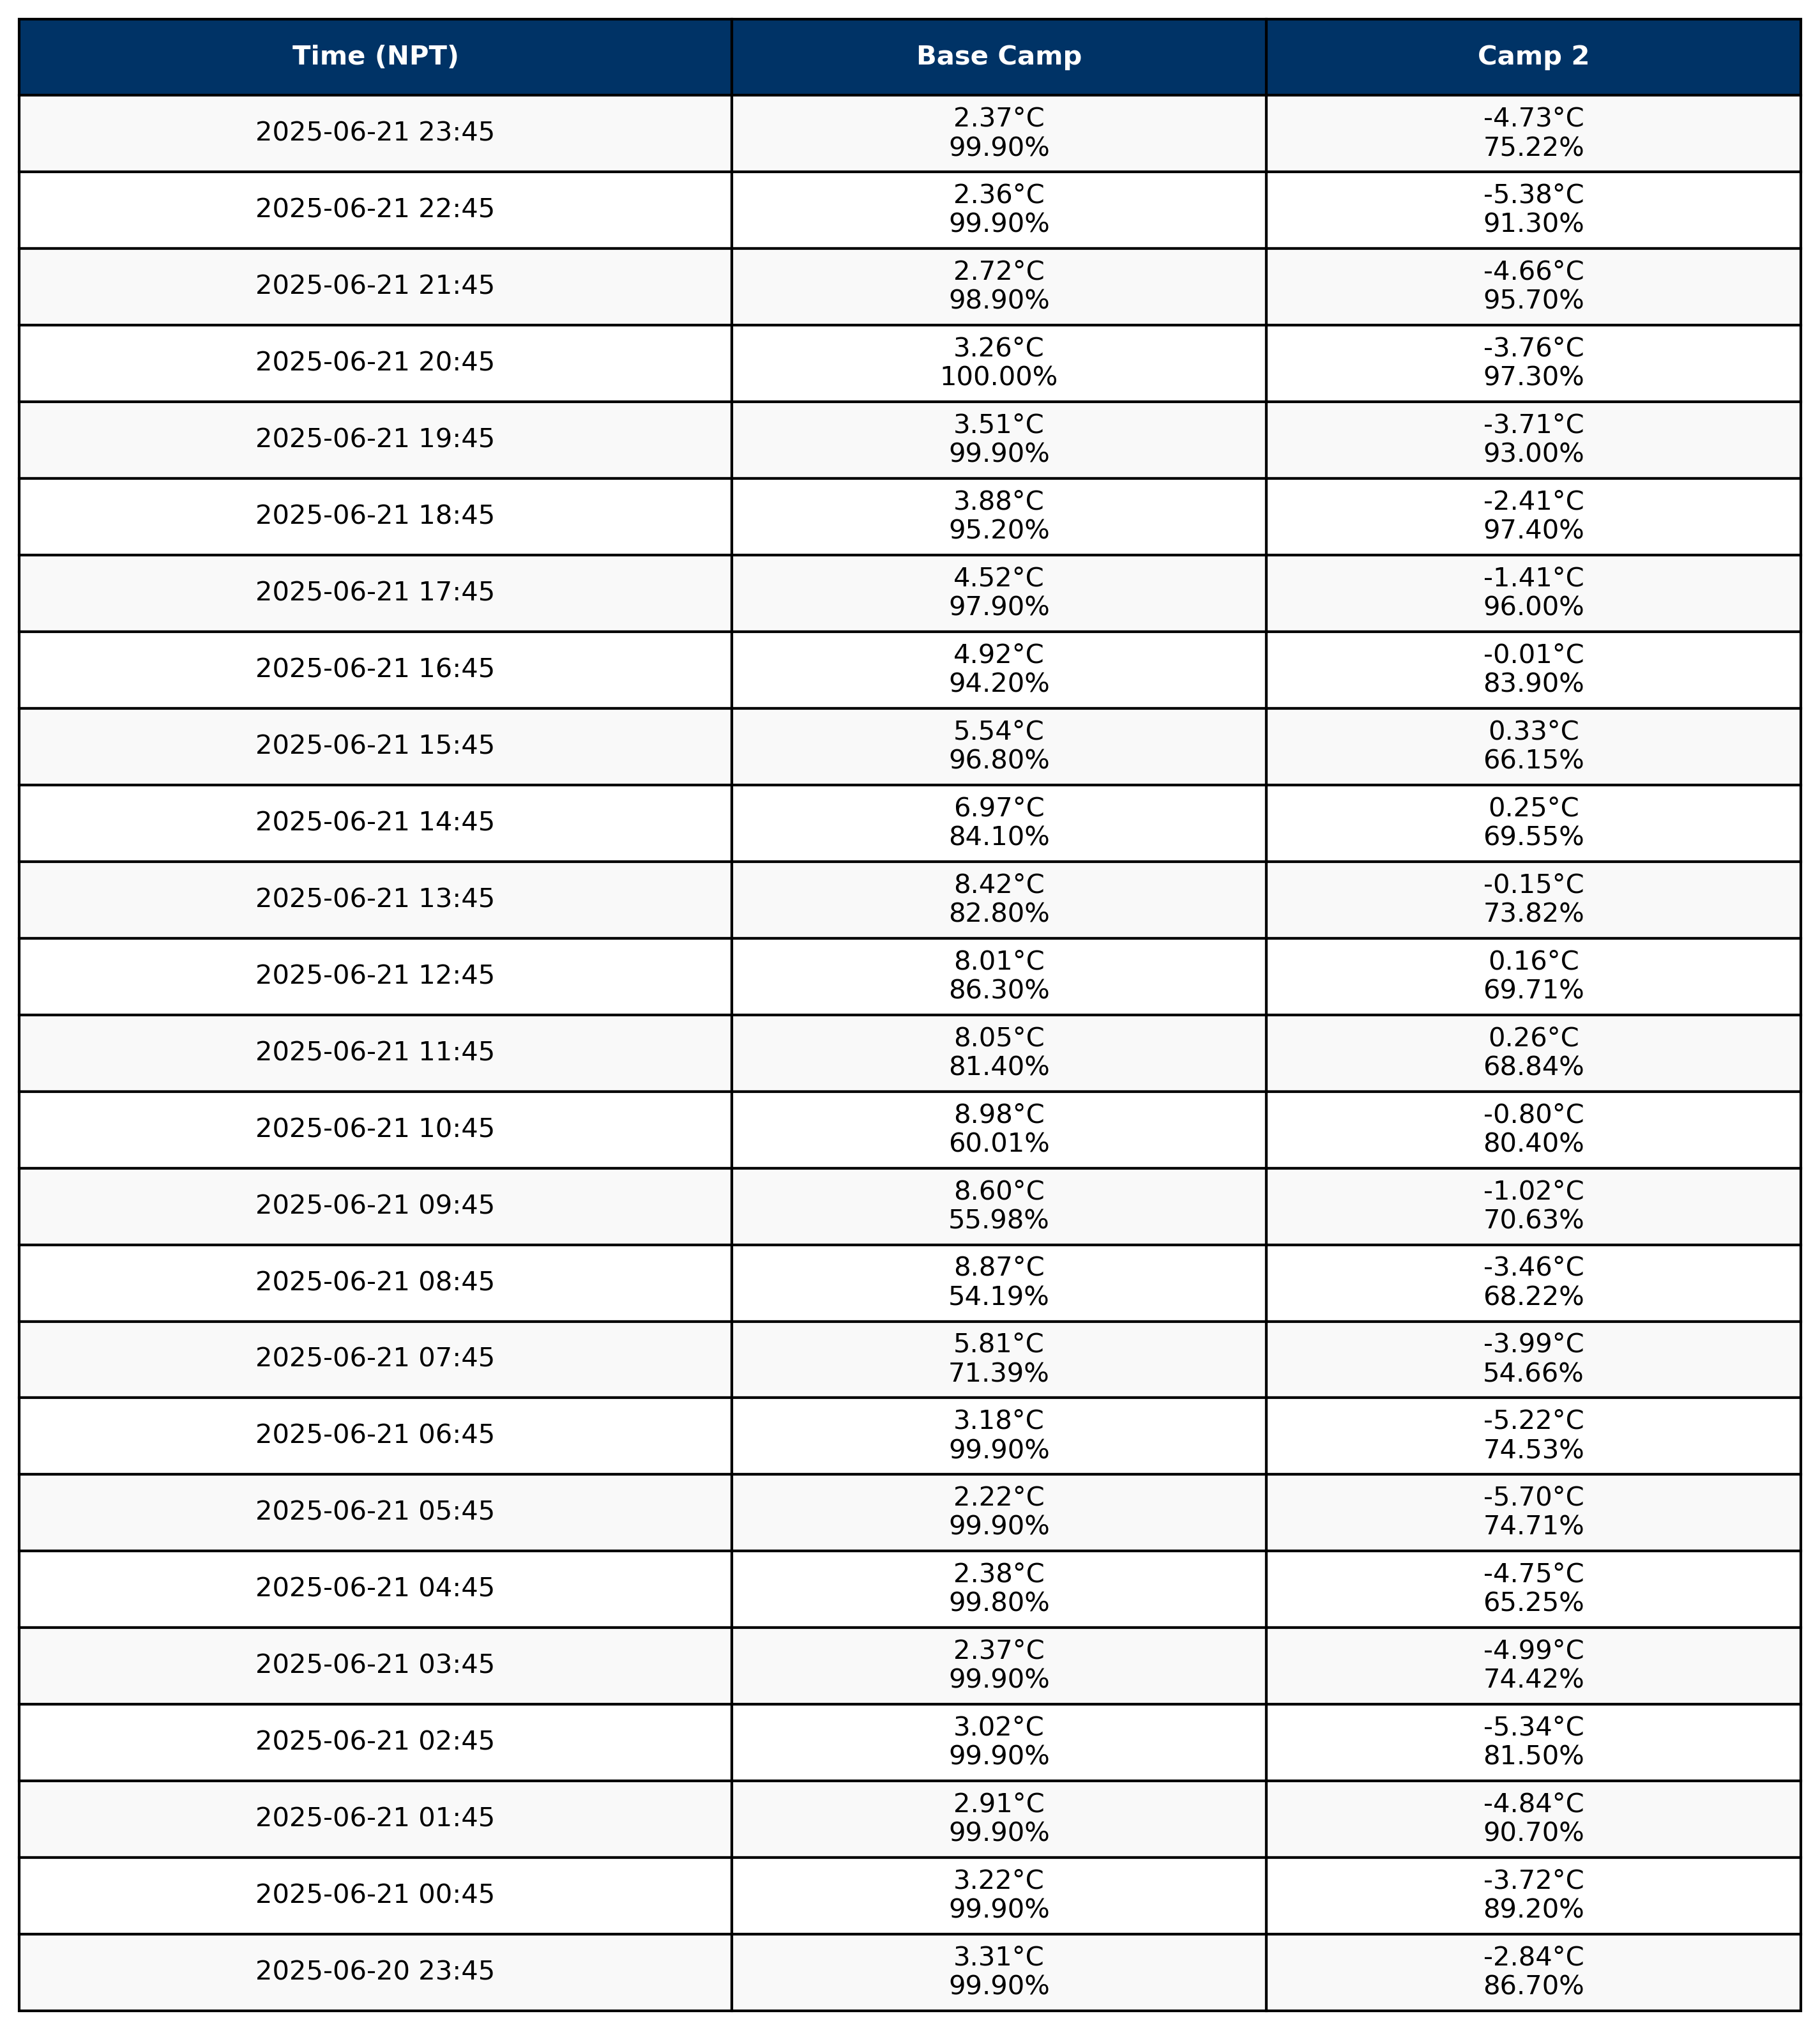 Time (NPT) Base Camp Camp 2
2025-06-21 23:45 2.37°C -4.73°C
99.90% 75.22%
2025-06-21 22:45 2.36°C -5.38°C
99.90% 91.30%
2025-06-21 21:45 2.72°C -4.66°C
98.90% 95.70%
2025-06-21 20:45 3.26°C -3.76°C
100.00% 97.30%
2025-06-21 19:45 3.51°C -3.71°C
99.90% 93.00%
2025-06-21 18:45 3.88°C -2.41°C
95.20% 97.40%
2025-06-21 17:45 4.52°C -1.41°C
97.90% 96.00%
2025-06-21 16:45 4.92°C -0.01°C
94.20% 83.90%
2025-06-21 15:45 5.54°C 0.33°C
96.80% 66.15%
2025-06-21 14:45 6.97°C 0.25°C
84.10% 69.55%
2025-06-21 13:45 8.42°C -0.15°C
82.80% 73.82%
2025-06-21 12:45 8.01°C 0.16°C
86.30% 69.71%
2025-06-21 11:45 8.05°C 0.26°C
81.40% 68.84%
2025-06-21 10:45 8.98°C -0.80°C
60.01% 80.40%
2025-06-21 09:45 8.60°C -1.02°C
55.98% 70.63%
2025-06-21 08:45 8.87°C -3.46°C
54.19% 68.22%
2025-06-21 07:45 5.81°C -3.99°C
71.39% 54.66%
2025-06-21 06:45 3.18°C -5.22°C
99.90% 74.53%
2025-06-21 05:45 2.22°C -5.70°C
99.90% 74.71%
2025-06-21 04:45 2.38°C -4.75°C
99.80% 65.25%
2025-06-21 03:45 2.37°C -4.99°C
99.90% 74.42%
2025-06-21 02:45 3.02°C -5.34°C
99.90% 81.50%
2025-06-21 01:45 2.91°C -4.84°C
99.90% 90.70%
2025-06-21 00:45 3.22°C -3.72°C
99.90% 89.20%
2025-06-20 23:45 3.31°C -2.84°C
99.90% 86.70%